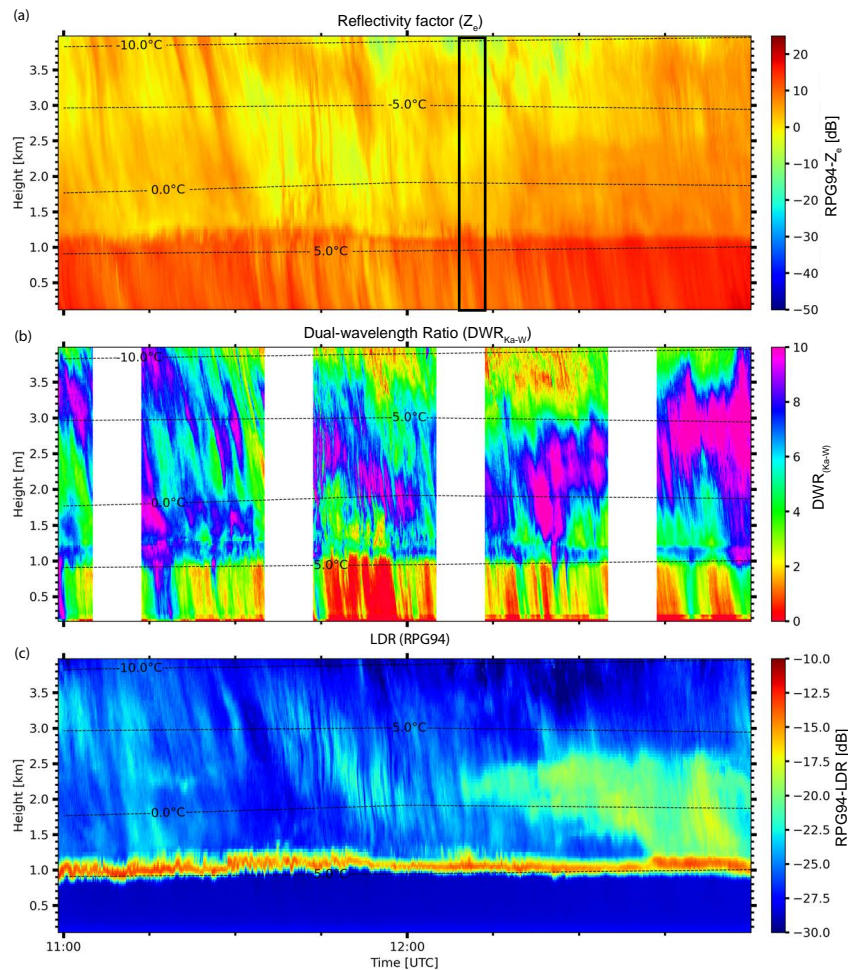 (a)
Reflectivity factor (Zₑ)
3.5
3.0
2.5
2.0
1.5
1.0
0.5
Height [km]
-10.0°C
-5.0°C
0.0°C
5.0°C
20
10
0
−10
−20
−30
−40
−50
RPG94-Zₑ [dB]
(b)
Dual-wavelength Ratio (DWR Ka-W)
3.5
3.0
2.5
2.0
1.5
1.0
0.5
Height [m]
-10.0°C
-5.0°C
0.0°C
5.0°C
10
8
6
4
2
0
DWR(Ka-W)
(c)
LDR (RPG94)
3.5
3.0
2.5
2.0
1.5
1.0
0.5
Height [km]
-10.0°C
-5.0°C
0.0°C
5.0°C
−10.0
−12.5
−15.0
−17.5
−20.0
−22.5
−25.0
−27.5
−30.0
RPG94-LDR [dB]
11:00
12:00
Time [UTC]